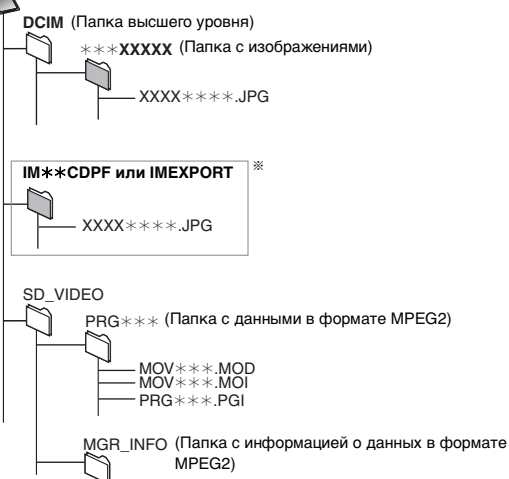 DCIM (Папка высшего уровня)
***XXXXX (Папка с изображениями)
XXXX****.JPG
IM**CDPF или IMEXPORT ※
XXXX****.JPG
SD_VIDEO
PRG*** (Папка с данными в формате MPEG2)
MOV***.MOD
MOV***.MOI
PRG***.PGI
MGR_INFO (Папка с информацией о данных в формате
MPEG2)